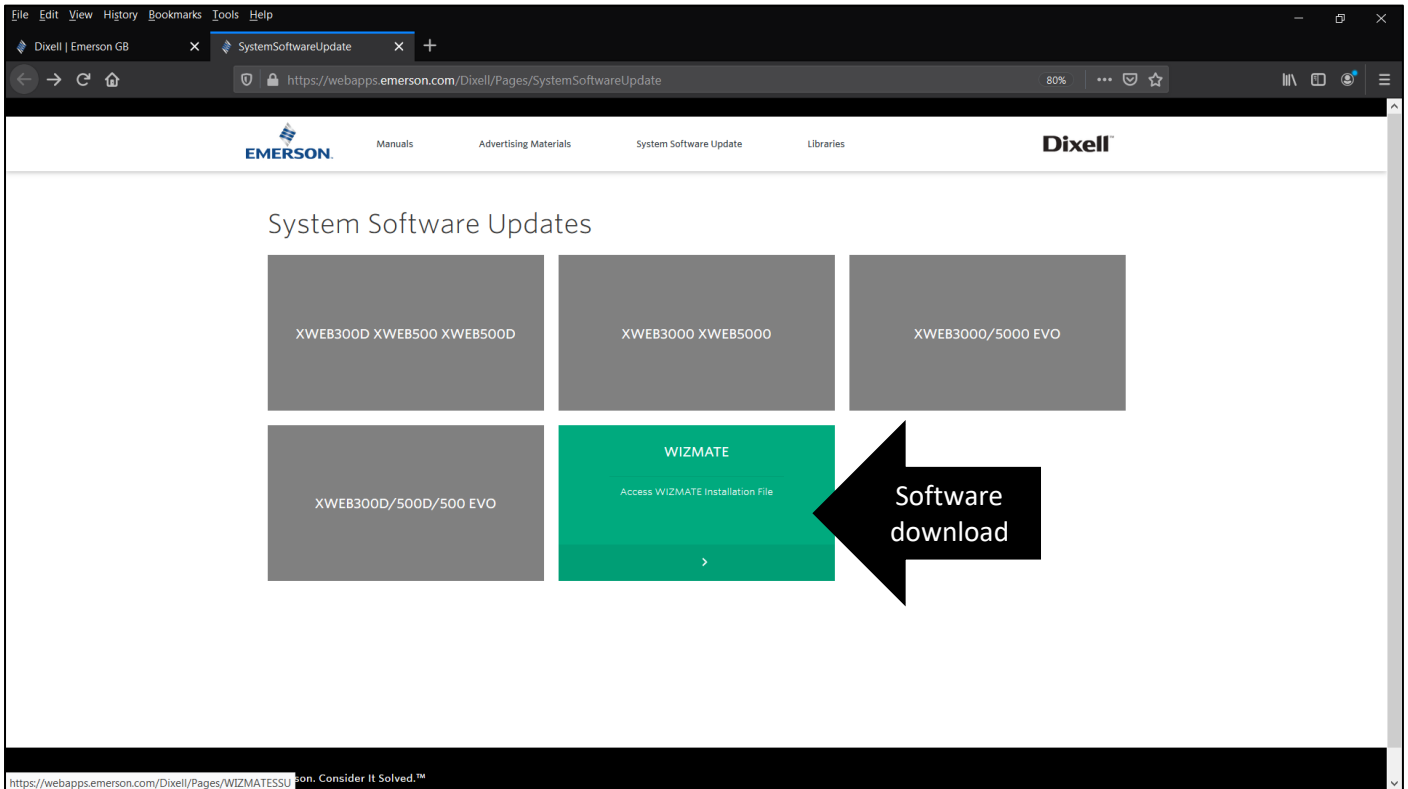 File Edit View History Bookmarks Tools Help
Dixell | Emerson GB
SystemSoftwareUpdate
https://webapps.emerson.com/Dixell/Pages/SystemSoftwareUpdate
80%
EMERSON.
Manuals
Advertising Materials
System Software Update
Libraries
Dixell™
System Software Updates
XWEB300D XWEB500 XWEB500D
XWEB3000 XWEB5000
XWEB3000/5000 EVO
XWEB300D/500D/500 EVO
WIZMATE
Access WIZMATE Installation File
Software
download
son. Consider It Solved.™
https://webapps.emerson.com/Dixell/Pages/WIZMATESSU